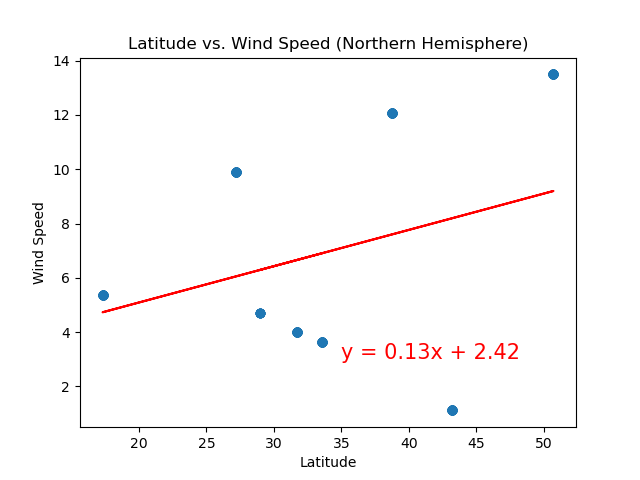 Latitude vs. Wind Speed (Northern Hemisphere)
14
12
10
8
6
4
2
Wind Speed
y = 0.13x + 2.42
20 25 30 35 40 45 50
Latitude